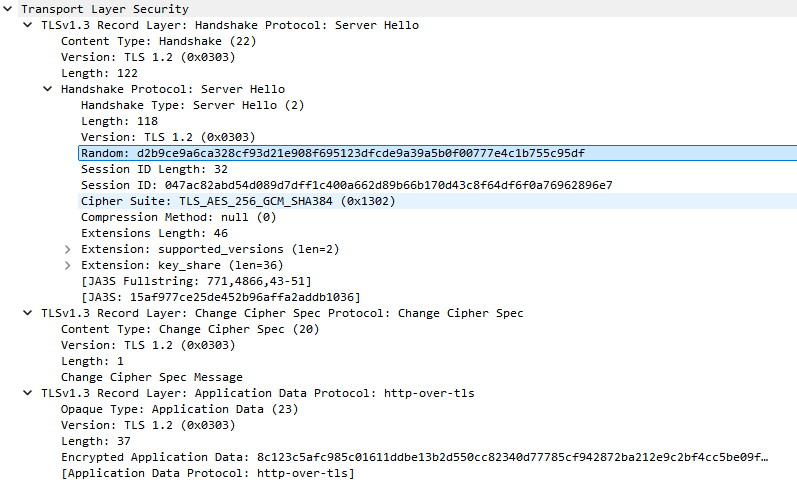 Transport Layer Security
TLSv1.3 Record Layer: Handshake Protocol: Server Hello
Content Type: Handshake (22)
Version: TLS 1.2 (0x0303)
Length: 122
Handshake Protocol: Server Hello
Handshake Type: Server Hello (2)
Length: 118
Version: TLS 1.2 (0x0303)
Random: d2b9ce9a6ca328cf93d21e908f695123dfcde9a39a5b0f00777e4c1b755c95df
Session ID Length: 32
Session ID: 047ac82abd54d089d7dff1c400a662d89b66b170d43c8f64df6f0a76962896e7
Cipher Suite: TLS_AES_256_GCM_SHA384 (0x1302)
Compression Method: null (0)
Extensions Length: 46
Extension: supported_versions (len=2)
Extension: key_share (len=36)
[JA3S Fullstring: 771,4866,43-51]
[JA3S: 15af977ce25de452b96affa2addb1036]
TLSv1.3 Record Layer: Change Cipher Spec Protocol: Change Cipher Spec
Content Type: Change Cipher Spec (20)
Version: TLS 1.2 (0x0303)
Length: 1
Change Cipher Spec Message
TLSv1.3 Record Layer: Application Data Protocol: http-over-tls
Opaque Type: Application Data (23)
Version: TLS 1.2 (0x0303)
Length: 37
Encrypted Application Data: 8c123c5afc985c01611ddbe13b2d550cc82340d77785cf942872ba212e9c2bf4cc5be09f…
[Application Data Protocol: http-over-tls]